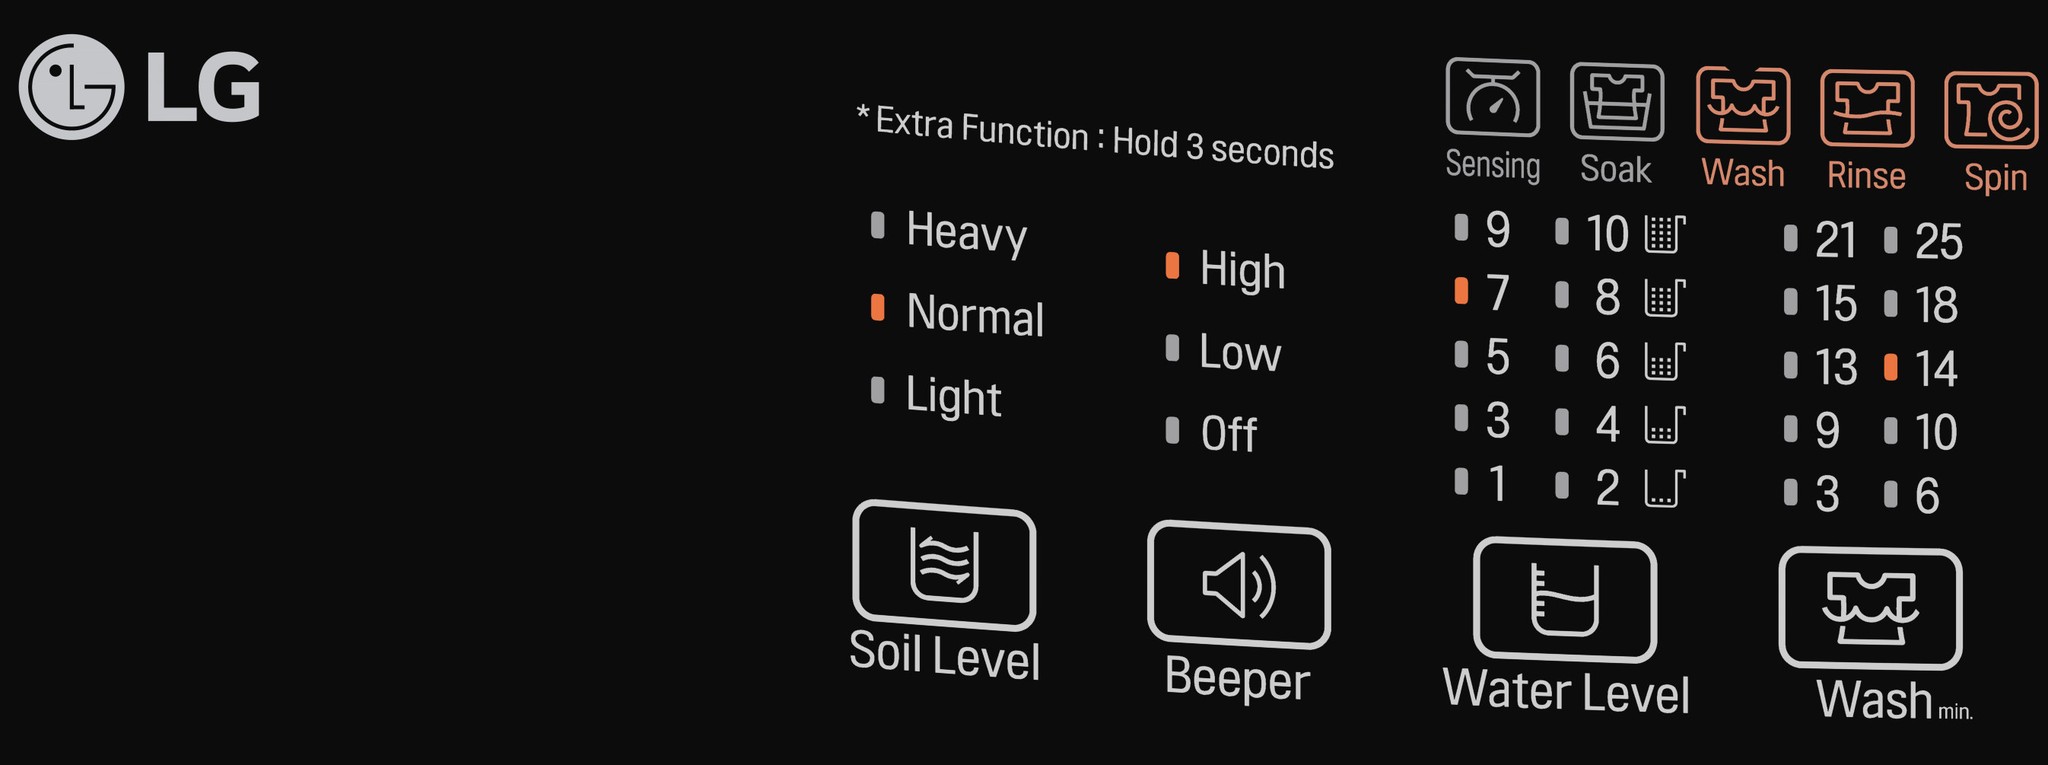 LG
* Extra Function : Hold 3 seconds
Sensing Soak Wash Rinse Spin
Heavy
Normal
Light
High
Low
Off
9 10
7 8
5 6
3 4
1 2
21 25
15 18
13 14
9 10
3 6
Soil Level
Beeper
Water Level
Wash min.